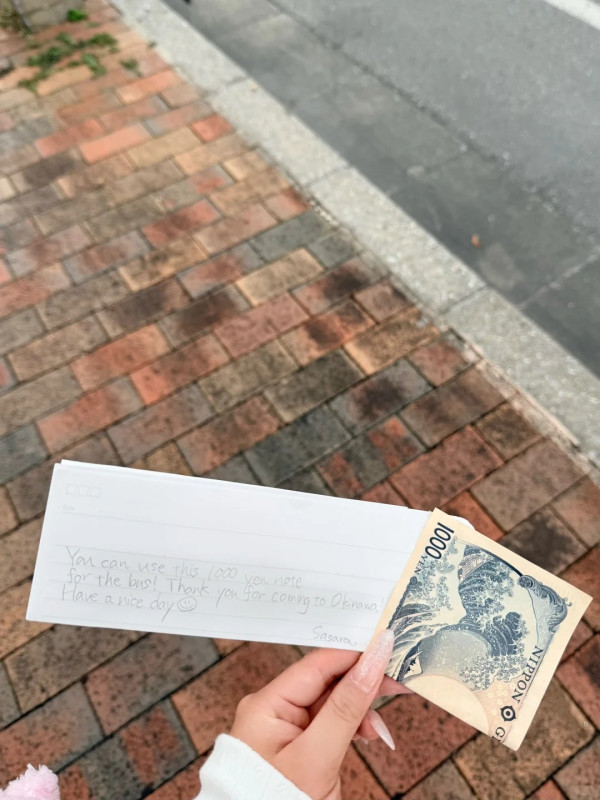 You can use this 1000 yen note
for the bus! Thank you for coming to Okinawa!
Have a nice day☺
Sasara
1000
YEN
NIPPON
G